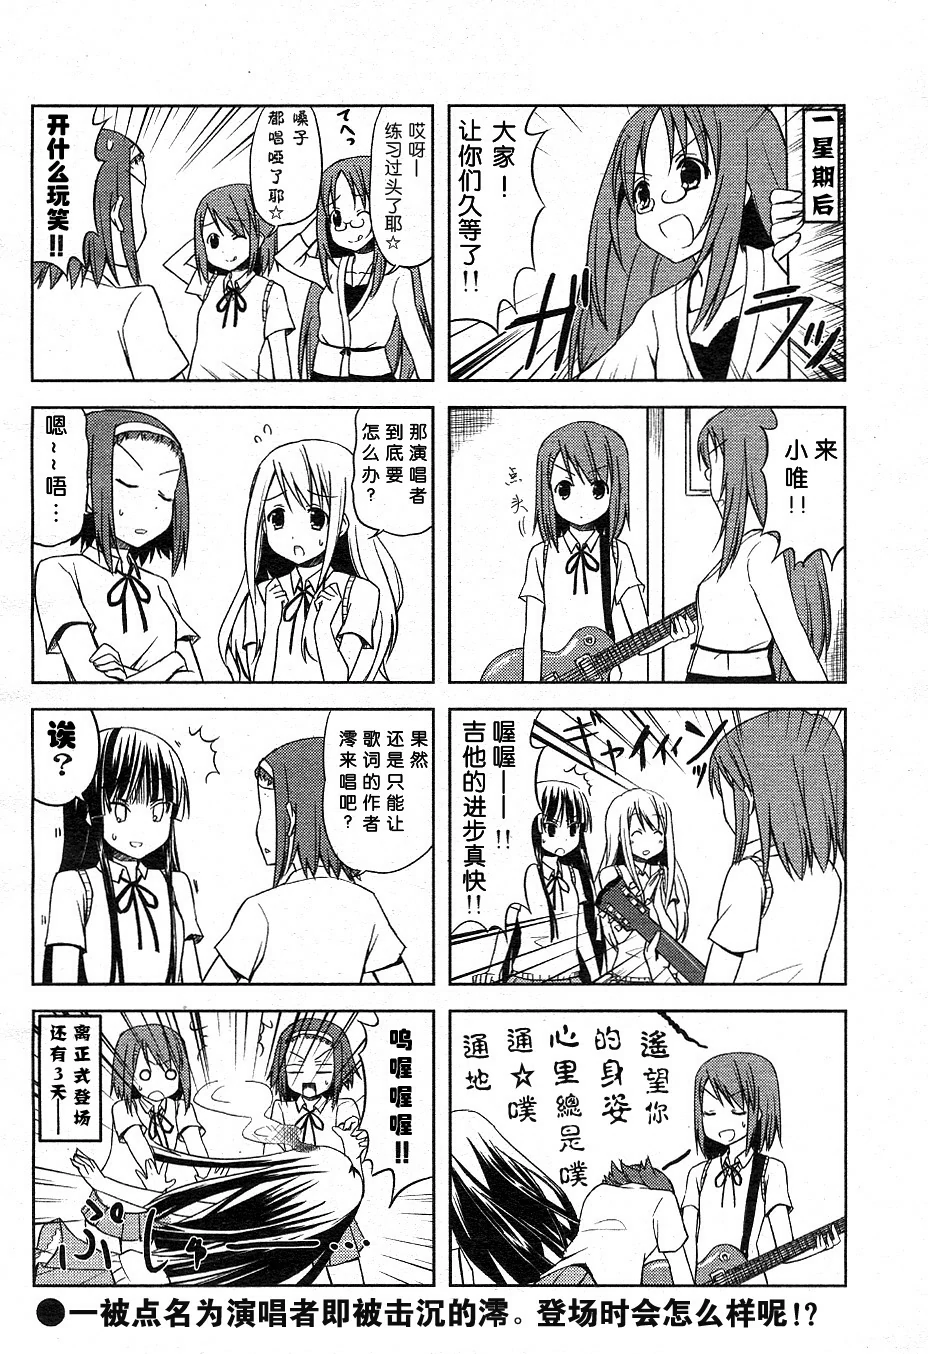 一星期后
大家！
让你们久等了!!
ガラッ
来
小唯!!
点头
喔喔——!!
吉他的进步真快!!
ギャイィーン
遥望你
的身姿
心里總是噗
通☆噗
通地
哎呀—
练习过头了耶☆
てへっ
嗓子
都唱哑了耶☆
开什么玩笑!!
那演唱者
到底要
怎么办?
嗯~~唔…
果然
还是只能让
歌词的作者
澪来唱吧?
诶?
呜喔喔喔!!
离正式登场
还有3天——
ぷしゅーー…
●一被点名为演唱者即被击沉的澪。登场时会怎么样呢!?